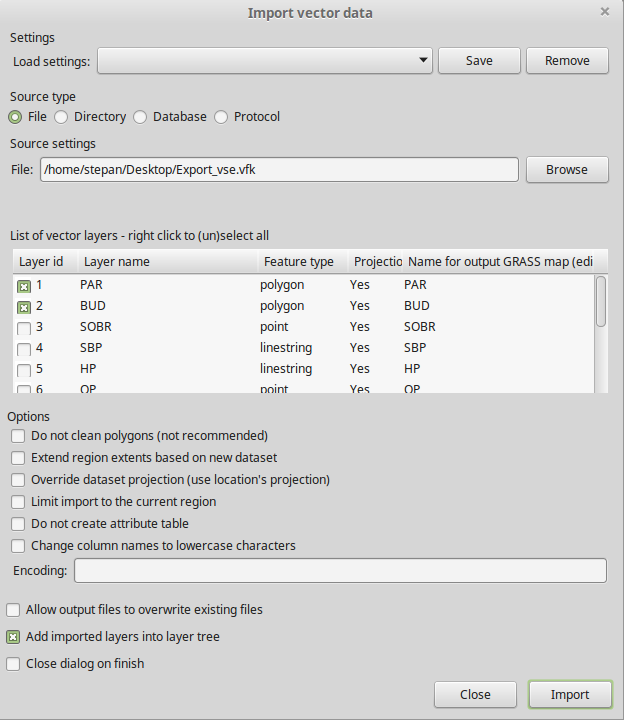 Import vector data
Settings
Load settings: Save Remove
Source type
File Directory Database Protocol
Source settings
File: /home/stepan/Desktop/Export_vse.vfk Browse
List of vector layers - right click to (un)select all
Layer id Layer name Feature type Projectio Name for output GRASS map (edi
1 PAR polygon Yes PAR
2 BUD polygon Yes BUD
3 SOBR point Yes SOBR
4 SBP linestring Yes SBP
5 HP linestring Yes HP
6 OP point Yes OP
Options
Do not clean polygons (not recommended)
Extend region extents based on new dataset
Override dataset projection (use location's projection)
Limit import to the current region
Do not create attribute table
Change column names to lowercase characters
Encoding:
Allow output files to overwrite existing files
Add imported layers into layer tree
Close dialog on finish
Close Import